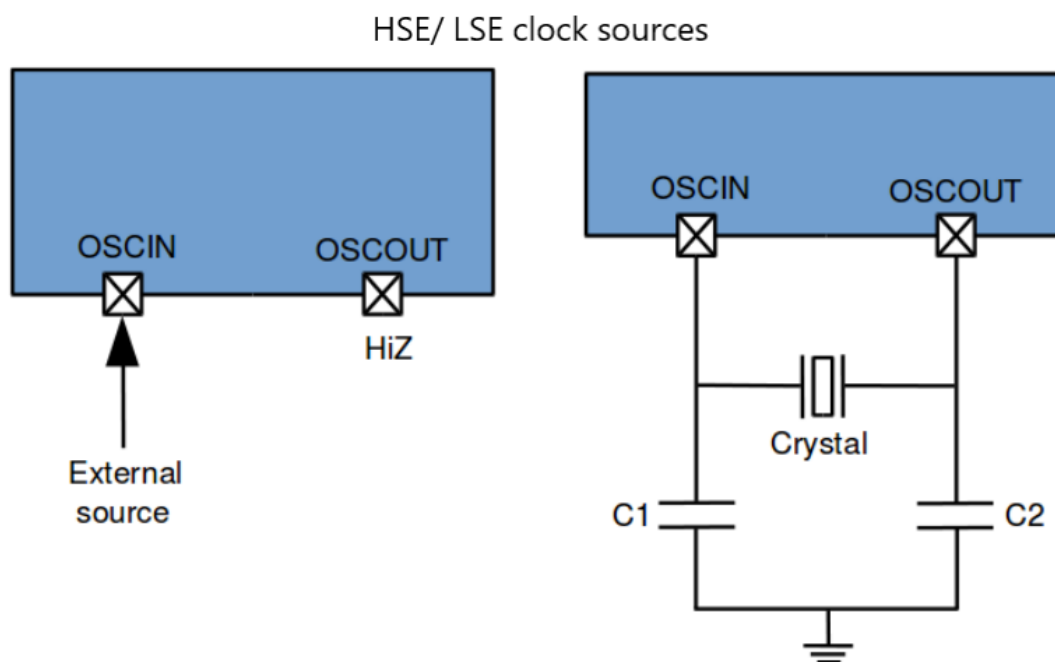 HSE/ LSE clock sources
OSCIN
OSCOUT
HiZ
External
source
OSCIN
OSCOUT
Crystal
C1
C2